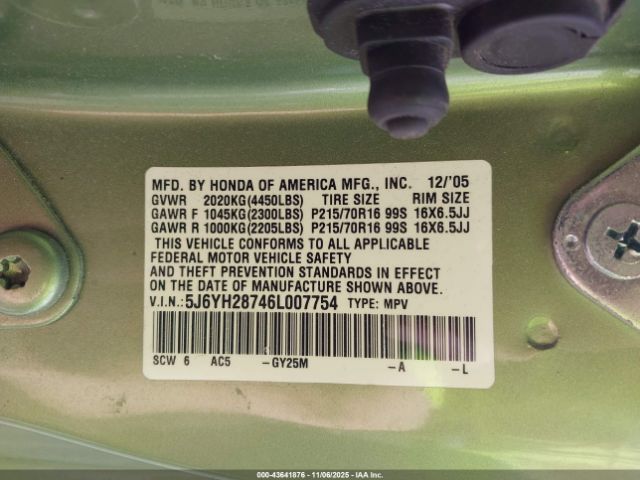 MFD. BY HONDA OF AMERICA MFG., INC. 12/'05
GVWR 2020KG(4450LBS) TIRE SIZE RIM SIZE
GAWR F 1045KG(2300LBS) P215/70R16 99S 16X6.5JJ
GAWR R 1000KG(2205LBS) P215/70R16 99S 16X6.5JJ
THIS VEHICLE CONFORMS TO ALL APPLICABLE
FEDERAL MOTOR VEHICLE SAFETY
AND THEFT PREVENTION STANDARDS IN EFFECT
ON THE DATE OF MANUFACTURE SHOWN ABOVE.
V.I.N.: 5J6YH28746L007754 TYPE: MPV
SCW 6 AC5 -GY25M -A -L
000-43641876 - 11/06/2025 - IAA Inc.